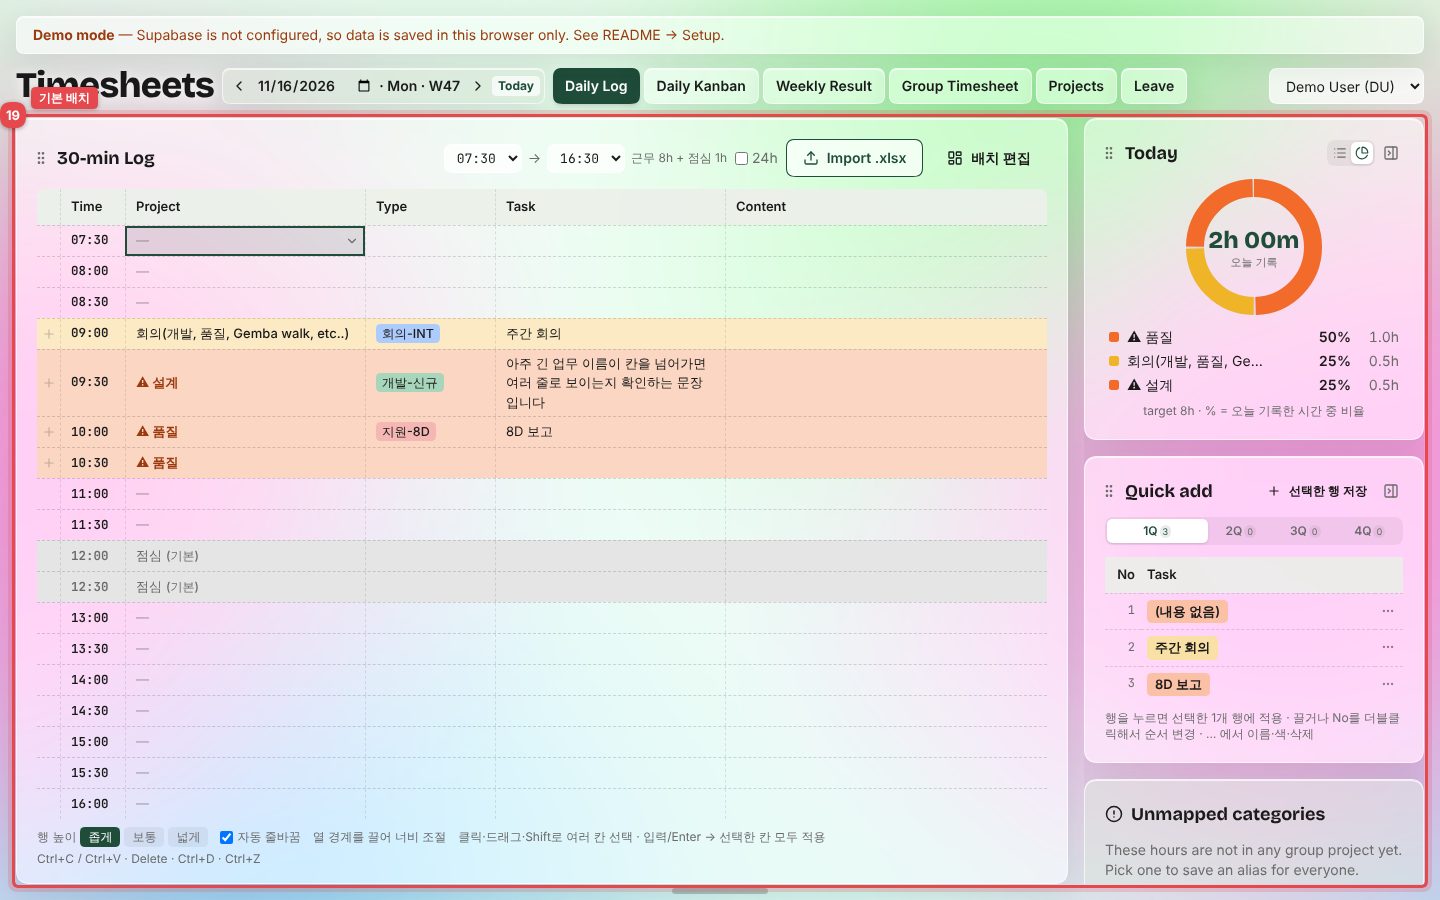 Demo mode — Supabase is not configured, so data is saved in this browser only. See README → Setup.
Timesheets
11/16/2026 · Mon · W47 Today
Daily Log
Daily Kanban
Weekly Result
Group Timesheet
Projects
Leave
Demo User (DU)
기본 배치
19
30-min Log
07:30 → 16:30 근무 8h + 점심 1h 24h
Import .xlsx
배치 편집
Time Project Type Task Content
07:30 —
08:00 —
08:30 —
+ 09:00 회의(개발, 품질, Gemba walk, etc..) 회의-INT 주간 회의
+ 09:30 ⚠ 설계 개발-신규 아주 긴 업무 이름이 칸을 넘어가면
여러 줄로 보이는지 확인하는 문장
입니다
+ 10:00 ⚠ 품질 지원-8D 8D 보고
+ 10:30 ⚠ 품질
11:00 —
11:30 —
12:00 점심 (기본)
12:30 점심 (기본)
13:00 —
13:30 —
14:00 —
14:30 —
15:00 —
15:30 —
16:00 —
행 높이 좁게 보통 넓게 자동 줄바꿈 열 경계를 끌어 너비 조절 클릭·드래그·Shift로 여러 칸 선택 · 입력/Enter → 선택한 칸 모두 적용
Ctrl+C / Ctrl+V · Delete · Ctrl+D · Ctrl+Z
Today
2h 00m
오늘 기록
⚠ 품질 50% 1.0h
회의(개발, 품질, Ge... 25% 0.5h
⚠ 설계 25% 0.5h
target 8h · % = 오늘 기록한 시간 중 비율
Quick add
+ 선택한 행 저장
1Q 3 2Q 0 3Q 0 4Q 0
No Task
1 (내용 없음) ...
2 주간 회의 ...
3 8D 보고 ...
행을 누르면 선택한 1개 행에 적용 · 끌거나 No를 더블클
릭해서 순서 변경 · ... 에서 이름·색·삭제
Unmapped categories
These hours are not in any group project yet.
Pick one to save an alias for everyone.